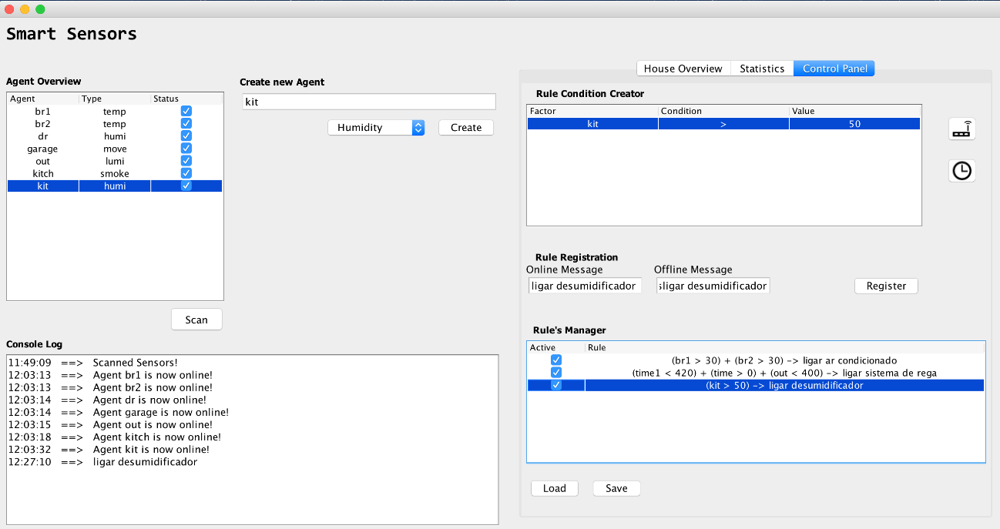 Smart Sensors
Agent Overview
Agent Type Status
br1 temp
br2 temp
dr humi
garage move
out lumi
kitch smoke
kit humi
Scan
Create new Agent
kit
Humidity Create
Console Log
11:49:09 ==> Scanned Sensors!
12:03:13 ==> Agent br1 is now online!
12:03:13 ==> Agent br2 is now online!
12:03:14 ==> Agent dr is now online!
12:03:14 ==> Agent garage is now online!
12:03:15 ==> Agent out is now online!
12:03:18 ==> Agent kitch is now online!
12:03:32 ==> Agent kit is now online!
12:27:10 ==> ligar desumidificador
House Overview Statistics Control Panel
Rule Condition Creator
Factor Condition Value
kit > 50
Rule Registration
Online Message Offline Message
ligar desumidificador sligar desumidificador Register
Rule's Manager
Active Rule
(br1 > 30) + (br2 > 30) -> ligar ar condicionado
(time1 < 420) + (time > 0) + (out < 400) -> ligar sistema de rega
(kit > 50) -> ligar desumidificador
Load Save